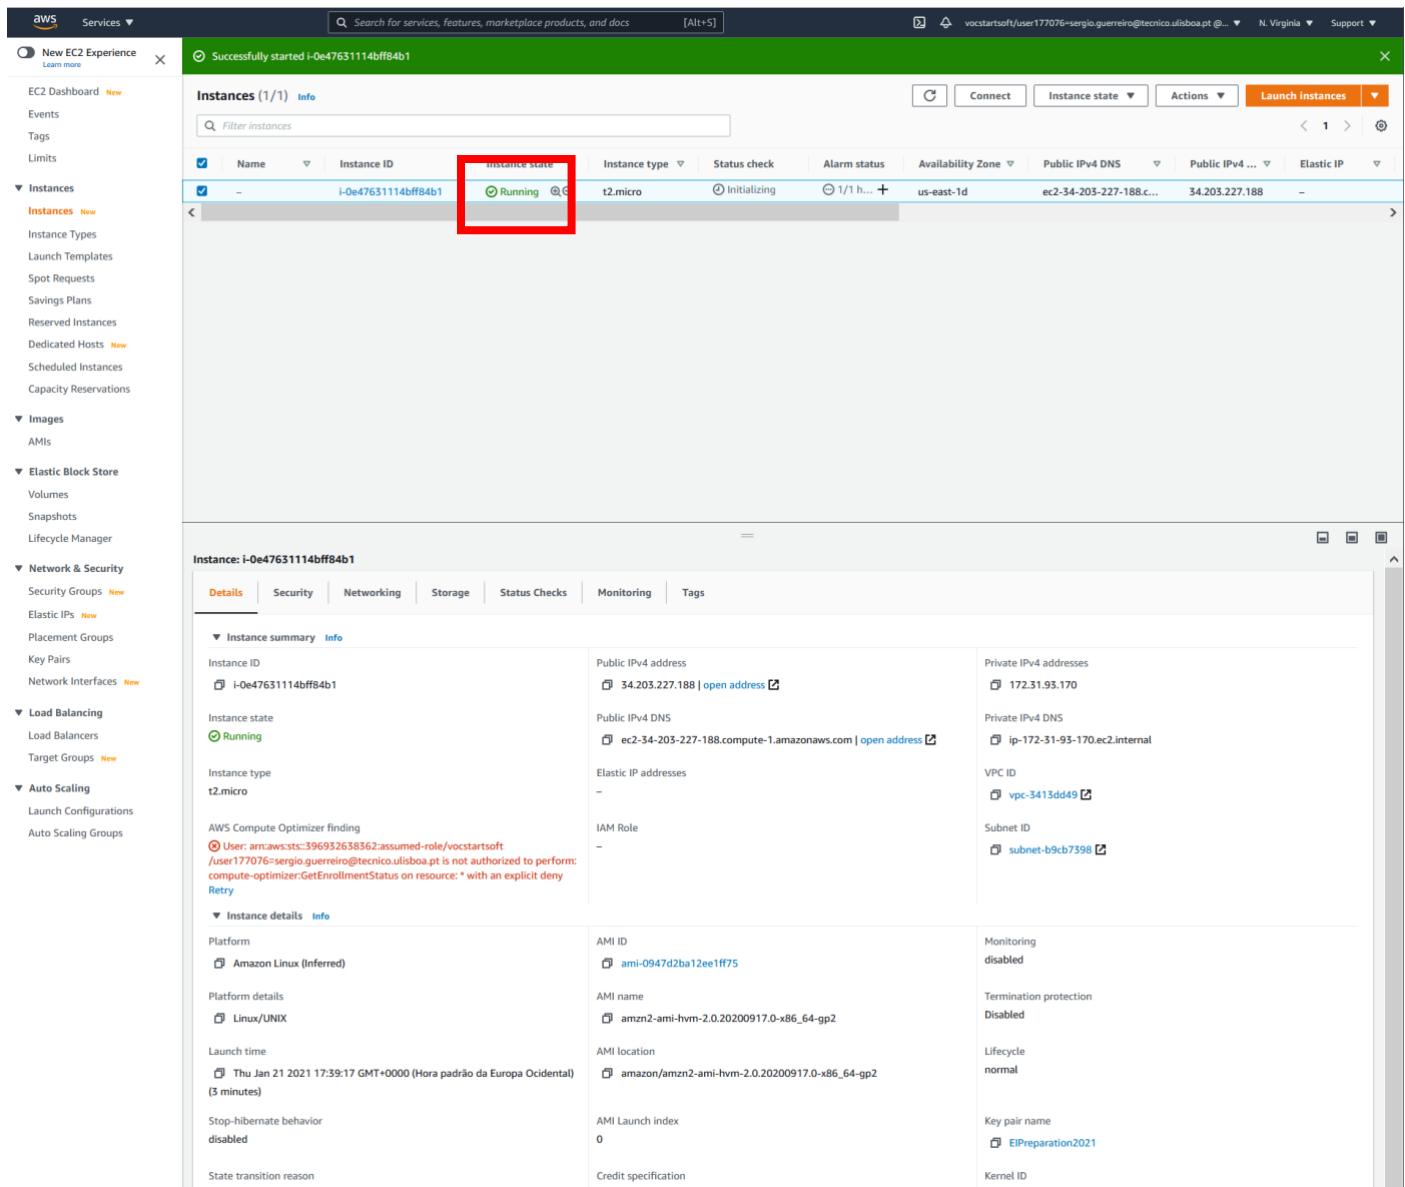 aws Services ▼ Search for services, features, marketplace products, and docs [Alt+S] vocstartsoft/user177076=sergio.guerreiro@tecnico.ulisboa.pt @... ▼ N. Virginia ▼ Support ▼
New EC2 Experience
Learn more
Successfully started i-0e47631114bff84b1
EC2 Dashboard New
Events
Tags
Limits
Instances
Instances New
Instance Types
Launch Templates
Spot Requests
Savings Plans
Reserved Instances
Dedicated Hosts New
Scheduled Instances
Capacity Reservations
Images
AMIs
Elastic Block Store
Volumes
Snapshots
Lifecycle Manager
Network & Security
Security Groups New
Elastic IPs New
Placement Groups
Key Pairs
Network Interfaces New
Load Balancing
Load Balancers
Target Groups New
Auto Scaling
Launch Configurations
Auto Scaling Groups
Instances (1/1) Info Connect Instance state ▼ Actions ▼ Launch instances ▼
Filter instances < 1 >
Name Instance ID Instance state Instance type Status check Alarm status Availability Zone Public IPv4 DNS Public IPv4 ... Elastic IP
– i-0e47631114bff84b1 Running t2.micro Initializing 1/1 h... + us-east-1d ec2-34-203-227-188.c... 34.203.227.188 –
Instance: i-0e47631114bff84b1
Details Security Networking Storage Status Checks Monitoring Tags
Instance summary Info
Instance ID Public IPv4 address Private IPv4 addresses
i-0e47631114bff84b1 34.203.227.188 | open address 172.31.93.170
Instance state Public IPv4 DNS Private IPv4 DNS
Running ec2-34-203-227-188.compute-1.amazonaws.com | open address ip-172-31-93-170.ec2.internal
Instance type Elastic IP addresses VPC ID
t2.micro – vpc-3413dd49
AWS Compute Optimizer finding IAM Role Subnet ID
User: arn:aws:sts::396932638362:assumed-role/vocstartsoft – subnet-b9cb7398
/user177076=sergio.guerreiro@tecnico.ulisboa.pt is not authorized to perform:
compute-optimizer:GetEnrollmentStatus on resource: * with an explicit deny
Retry
Instance details Info
Platform AMI ID Monitoring
Amazon Linux (Inferred) ami-0947d2ba12ee1ff75 disabled
Platform details AMI name Termination protection
Linux/UNIX amzn2-ami-hvm-2.0.20200917.0-x86_64-gp2 Disabled
Launch time AMI location Lifecycle
Thu Jan 21 2021 17:39:17 GMT+0000 (Hora padrão da Europa Ocidental) amazon/amzn2-ami-hvm-2.0.20200917.0-x86_64-gp2 normal
(3 minutes)
Stop-hibernate behavior AMI Launch index Key pair name
disabled 0 EIPreparation2021
State transition reason Credit specification Kernel ID